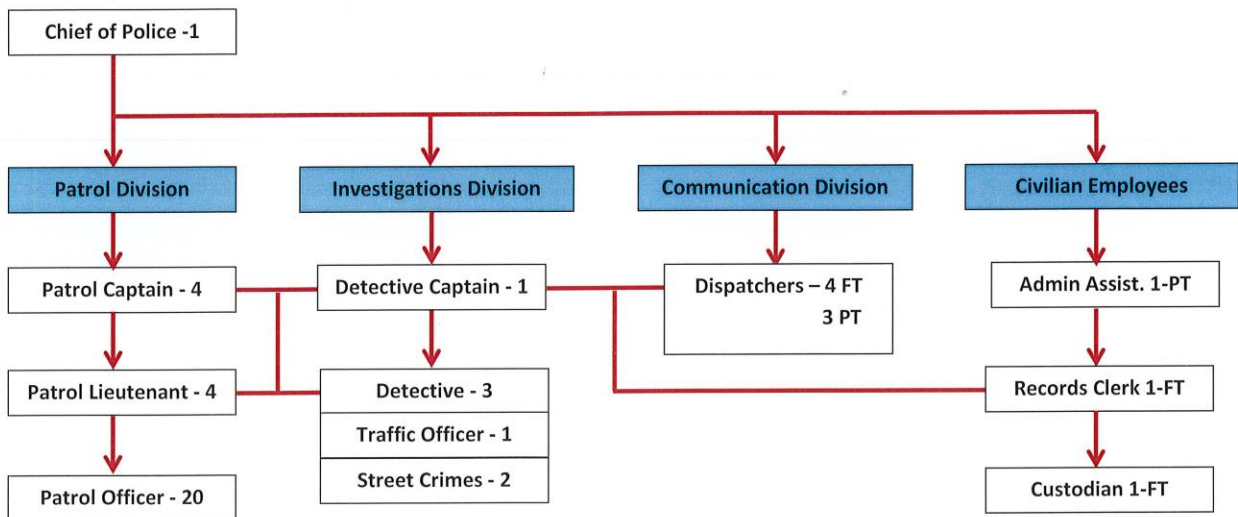 Chief of Police -1
Patrol Division
Investigations Division
Communication Division
Civilian Employees
Patrol Captain - 4
Detective Captain - 1
Dispatchers – 4 FT
3 PT
Admin Assist. 1-PT
Patrol Lieutenant - 4
Detective - 3
Records Clerk 1-FT
Traffic Officer - 1
Patrol Officer - 20
Street Crimes - 2
Custodian 1-FT